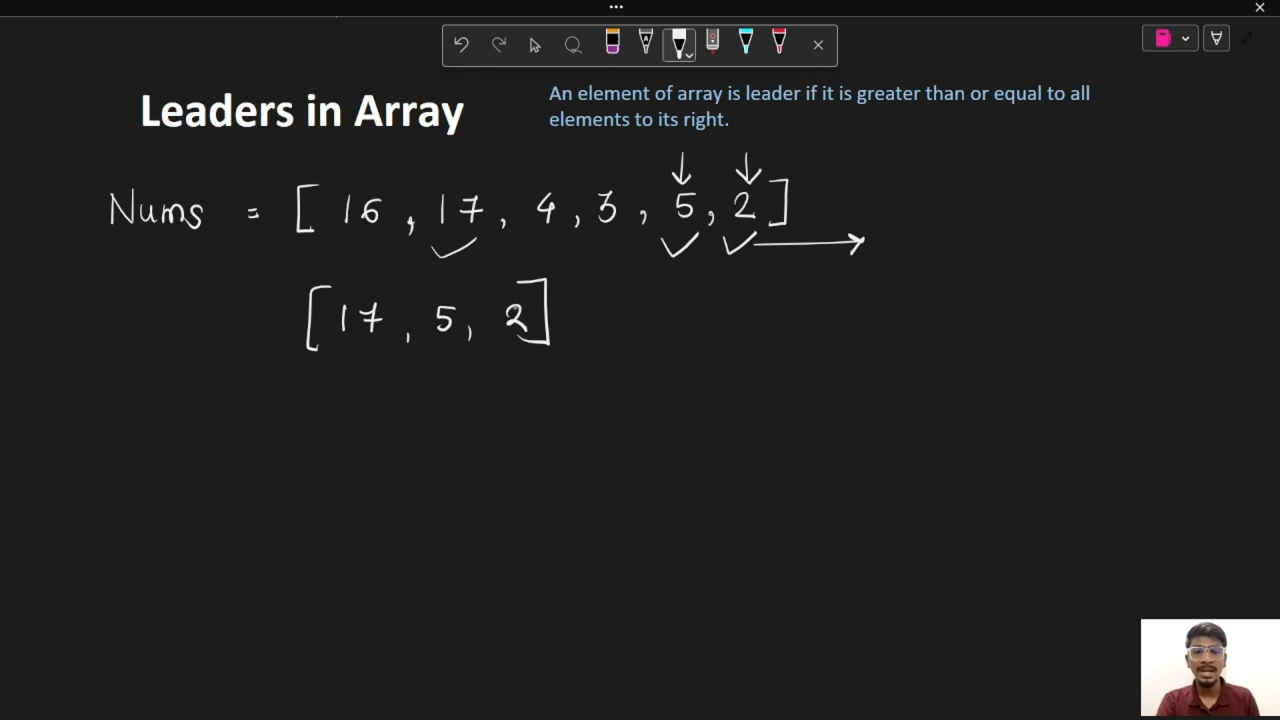 Leaders in Array
An element of array is leader if it is greater than or equal to all
elements to its right.
Nums = [ 16 , 17 , 4 , 3 , 5 , 2 ]
[ 17 , 5 , 2 ]